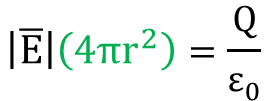 |E̅|(4πr²) = Q/ε₀